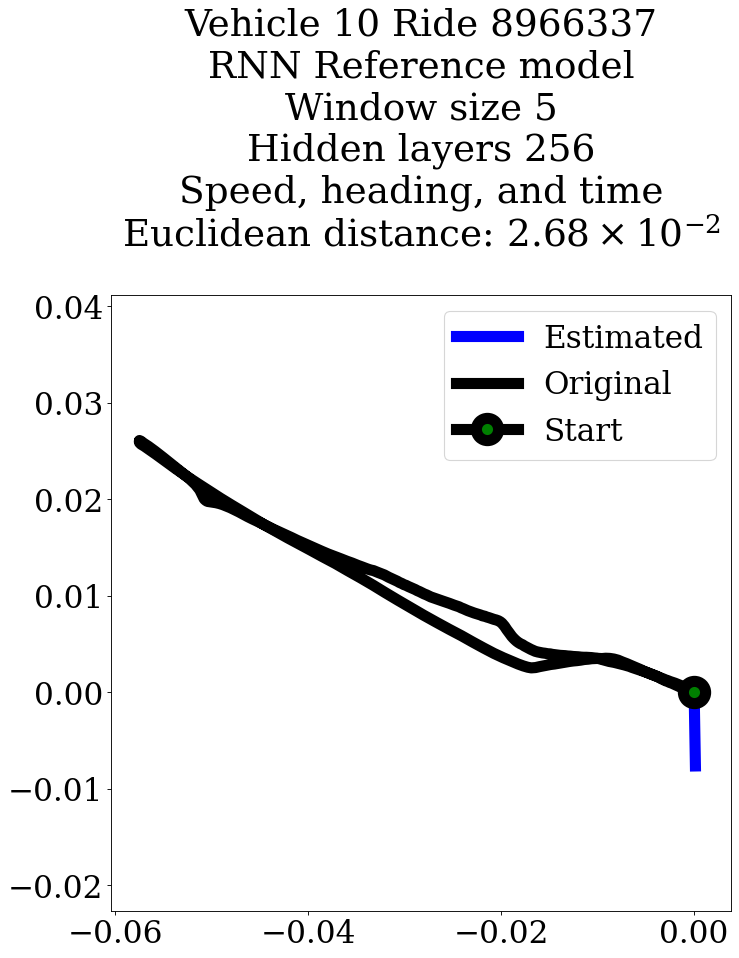 Vehicle 10 Ride 8966337
RNN Reference model
Window size 5
Hidden layers 256
Speed, heading, and time
Euclidean distance: 2.68 × 10⁻²
Estimated
Original
Start
0.04
0.03
0.02
0.01
0.00
−0.01
−0.02
−0.06
−0.04
−0.02
0.00